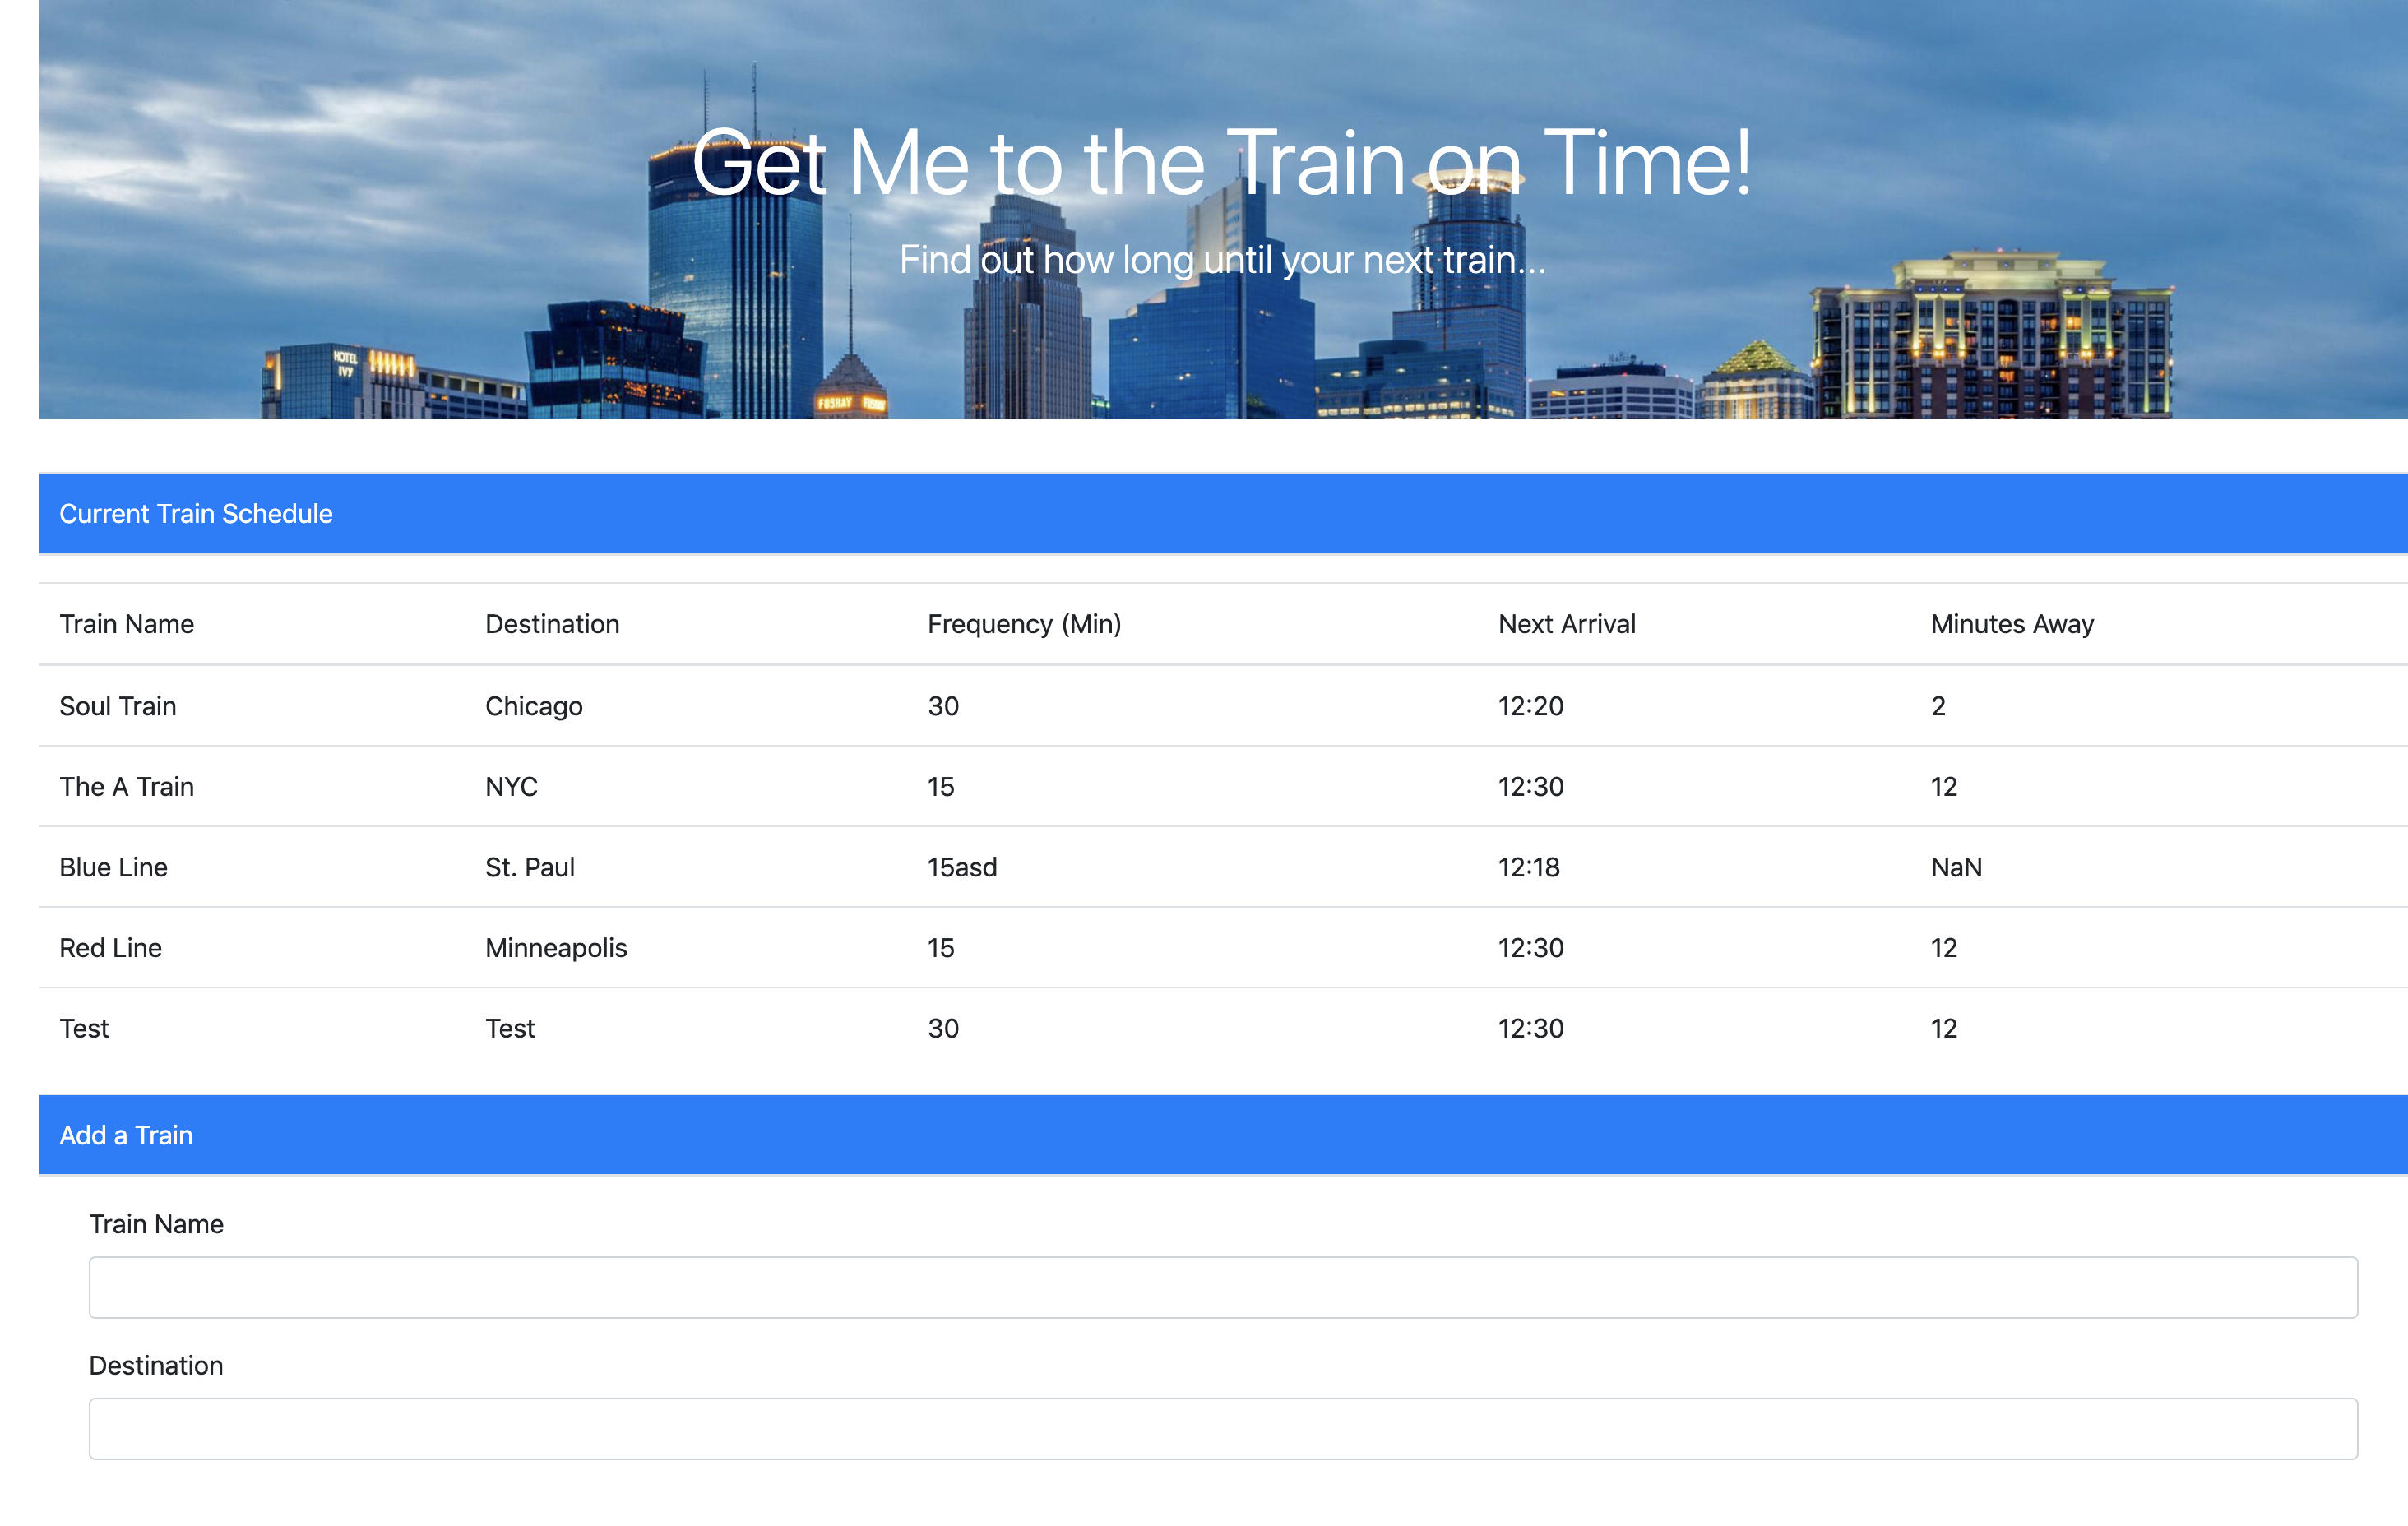 Get Me to the Train on Time!
Find out how long until your next train...
HOTEL
IVY
FOSHAY
Current Train Schedule
Train Name Destination Frequency (Min) Next Arrival Minutes Away
Soul Train Chicago 30 12:20 2
The A Train NYC 15 12:30 12
Blue Line St. Paul 15asd 12:18 NaN
Red Line Minneapolis 15 12:30 12
Test Test 30 12:30 12
Add a Train
Train Name
Destination